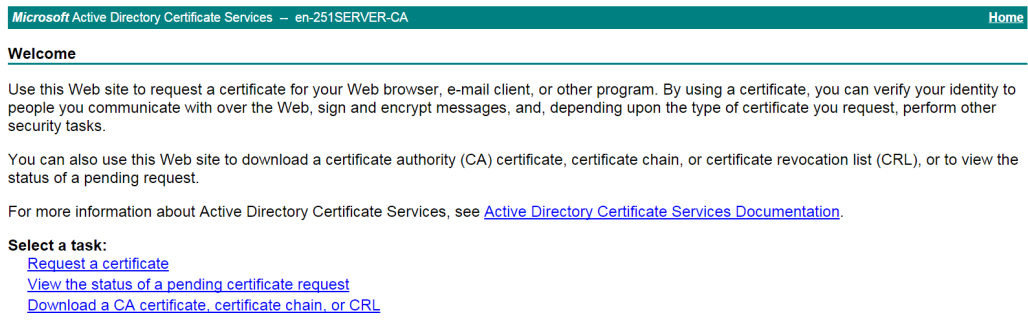 Microsoft Active Directory Certificate Services -- en-251SERVER-CA Home
Welcome
Use this Web site to request a certificate for your Web browser, e-mail client, or other program. By using a certificate, you can verify your identity to
people you communicate with over the Web, sign and encrypt messages, and, depending upon the type of certificate you request, perform other
security tasks.
You can also use this Web site to download a certificate authority (CA) certificate, certificate chain, or certificate revocation list (CRL), or to view the
status of a pending request.
For more information about Active Directory Certificate Services, see Active Directory Certificate Services Documentation.
Select a task:
Request a certificate
View the status of a pending certificate request
Download a CA certificate, certificate chain, or CRL